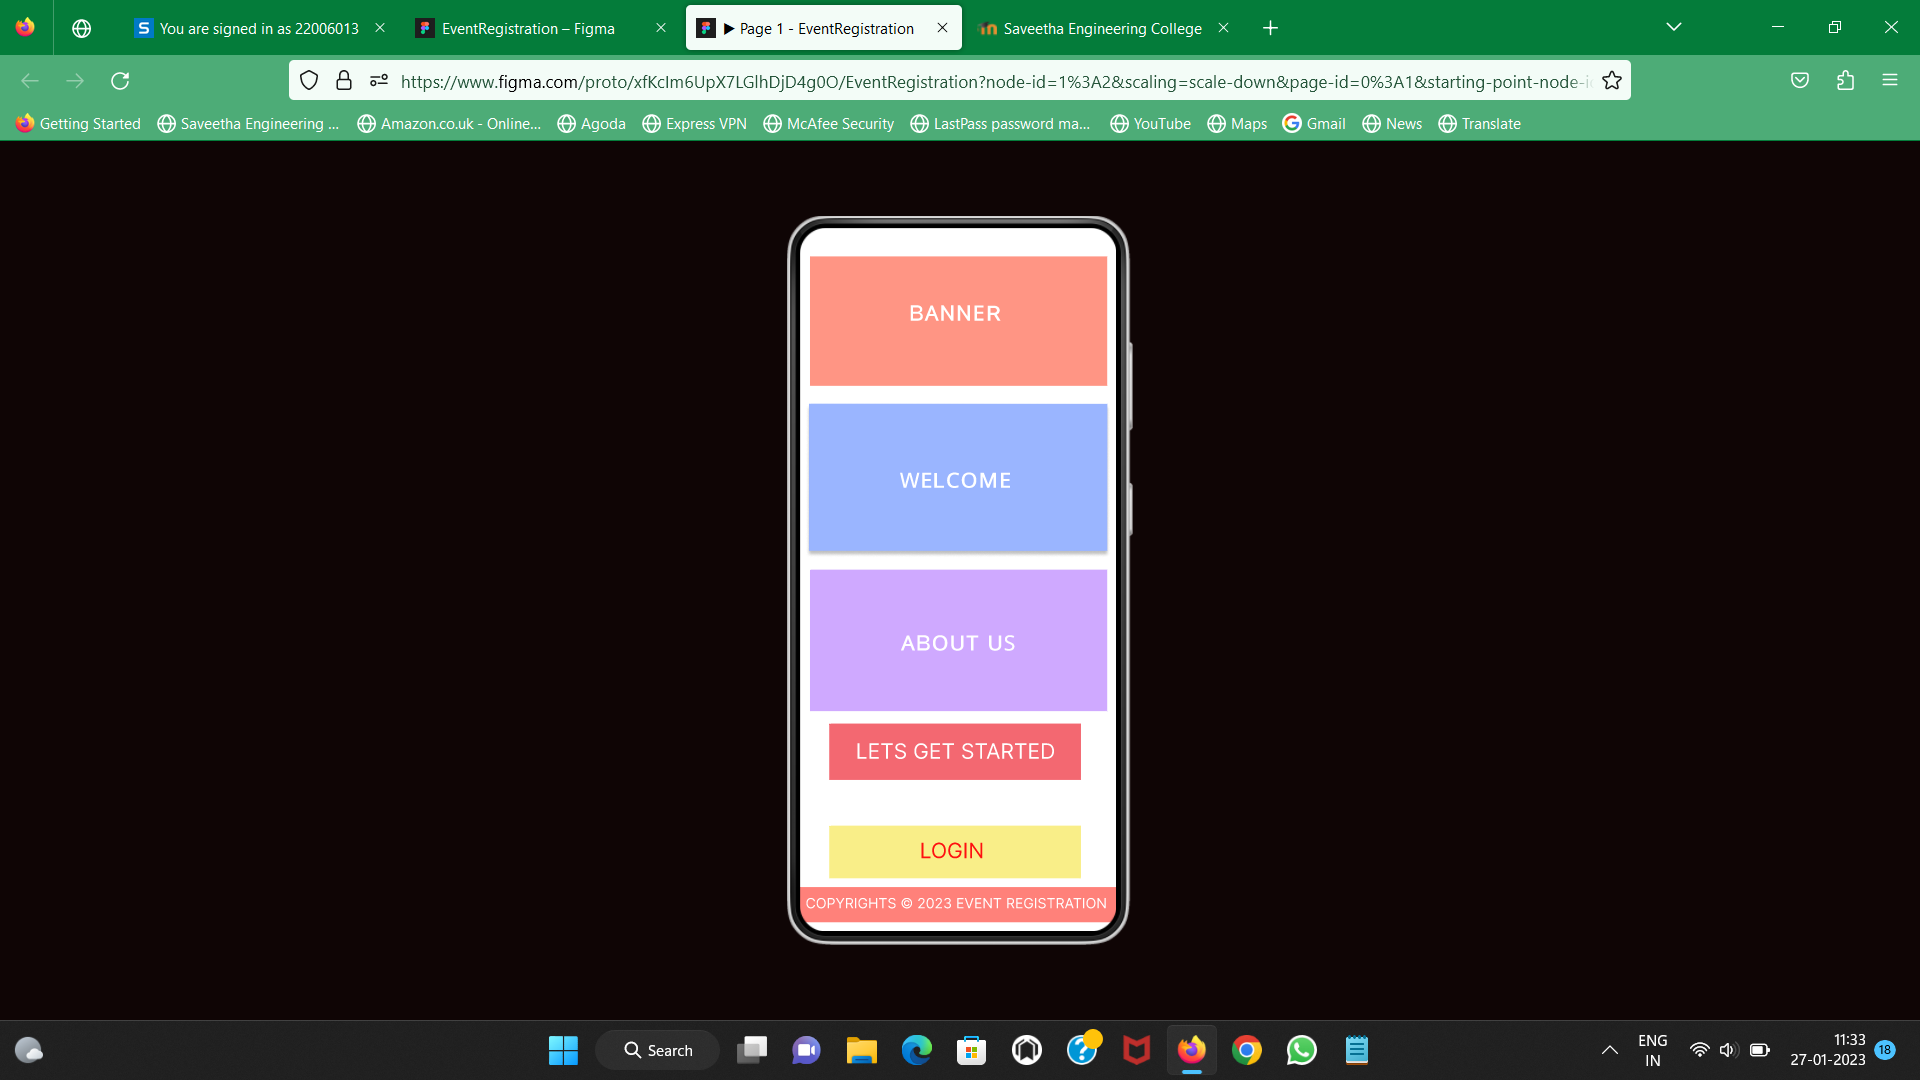 You are signed in as 22006013
EventRegistration – Figma
▶ Page 1 - EventRegistration
Saveetha Engineering College
https://www.figma.com/proto/xfKcIm6UpX7LGlhDjD4g0O/EventRegistration?node-id=1%3A2&scaling=scale-down&page-id=0%3A1&starting-point-node-i
Getting Started
Saveetha Engineering ...
Amazon.co.uk - Online...
Agoda
Express VPN
McAfee Security
LastPass password ma...
YouTube
Maps
Gmail
News
Translate
BANNER
WELCOME
ABOUT US
LETS GET STARTED
LOGIN
COPYRIGHTS © 2023 EVENT REGISTRATION
Search
ENG
IN
11:33
27-01-2023
18